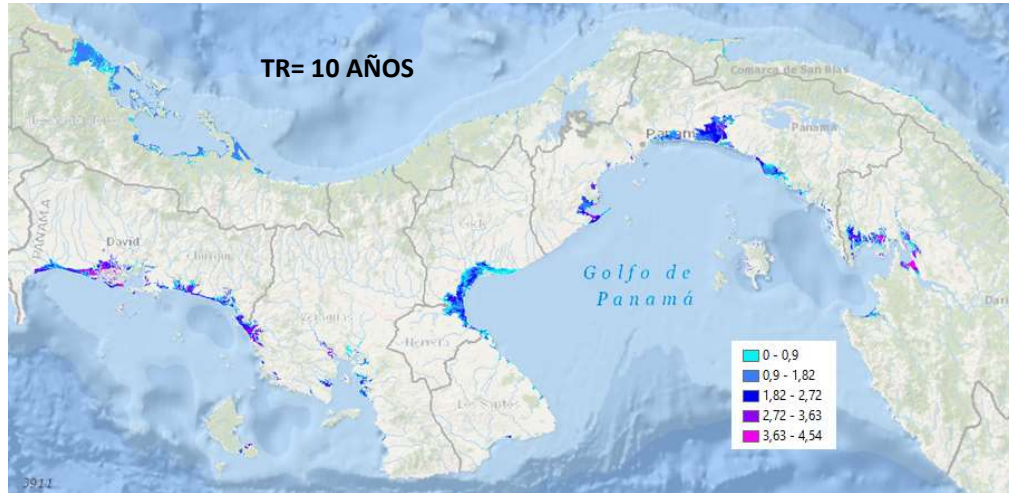 TR= 10 AÑOS
Comarca de San Blas
Panamá
Panamá
PANAMA
David
Chiriquí
Coclé
Golfo de
Panamá
Veraguas
Herrera
Los Santos
Dari
0 - 0,9
0,9 - 1,82
1,82 - 2,72
2,72 - 3,63
3,63 - 4,54
3911